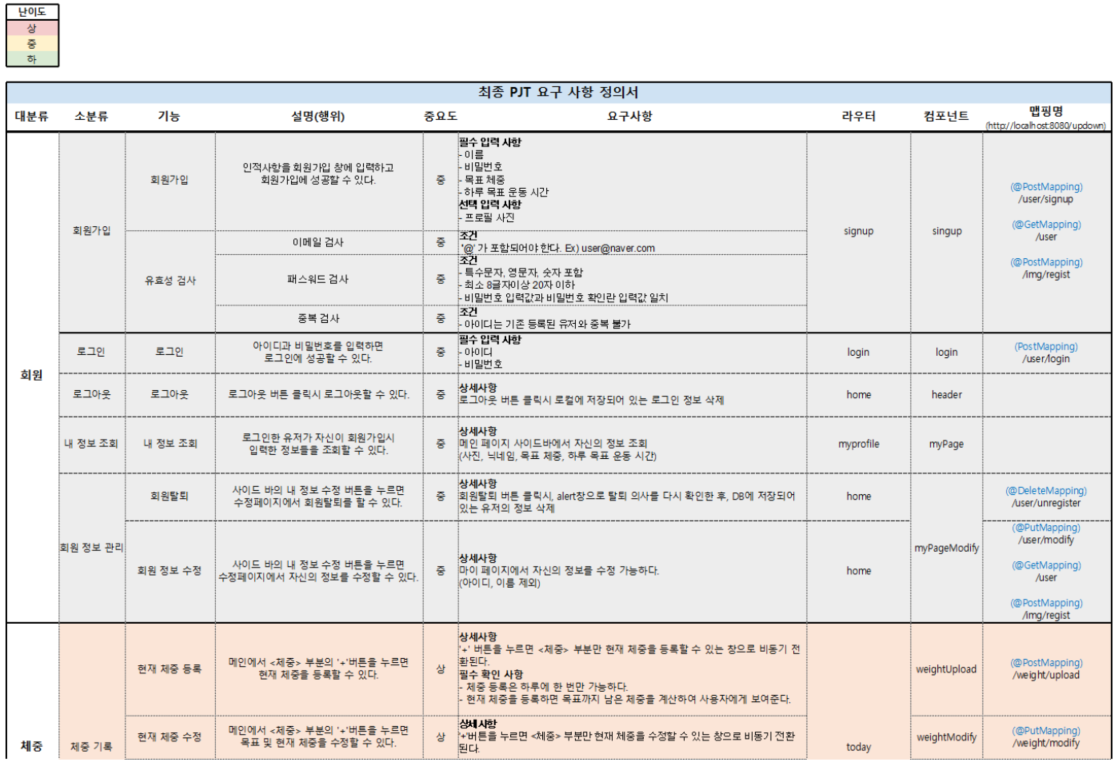 난이도
상
중
하
최종 PJT 요구 사항 정의서
대분류 소분류 기능 설명(행위) 중요도 요구사항 라우터 컴포넌트 맵핑명
(http://localhost:8080/updown)
회원
회원가입
회원가입
인적사항을 회원가입 창에 입력하고
회원가입에 성공할 수 있다.
중
필수 입력 사항
- 이름
- 비밀번호
- 목표 체중
- 하루 목표 운동 시간
선택 입력 사항
- 프로필 사진
signup
singup
(@PostMapping)
/user/signup
(@GetMapping)
/user
(@PostMapping)
/img/regist
유효성 검사
이메일 검사
중
조건
'@' 가 포함되어야 한다. Ex) user@naver.com
패스워드 검사
중
조건
- 특수문자, 영문자, 숫자 포함
- 최소 8글자이상 20자 이하
- 비밀번호 입력값과 비밀번호 확인란 입력값 일치
중복 검사
중
조건
- 아이디는 기존 등록된 유저와 중복 불가
로그인
로그인
아이디과 비밀번호를 입력하면
로그인에 성공할 수 있다.
중
필수 입력 사항
- 아이디
- 비밀번호
login
login
(PostMapping)
/user/login
로그아웃
로그아웃
로그아웃 버튼 클릭시 로그아웃할 수 있다.
중
상세사항
로그아웃 버튼 클릭시 로컬에 저장되어 있는 로그인 정보 삭제
home
header
내 정보 조회
내 정보 조회
로그인한 유저가 자신이 회원가입시
입력한 정보들을 조회할 수 있다.
중
상세사항
메인 페이지 사이드바에서 자신의 정보 조회
(사진, 닉네임, 목표 체중, 하루 목표 운동 시간)
myprofile
myPage
회원 정보 관리
회원탈퇴
사이드 바의 내 정보 수정 버튼을 누르면
수정페이지에서 회원탈퇴를 할 수 있다.
중
상세사항
회원탈퇴 버튼 클릭시, alert창으로 탈퇴 의사를 다시 확인한 후, DB에 저장되어
있는 유저의 정보 삭제
home
myPageModify
(@DeleteMapping)
/user/unregister
회원 정보 수정
사이드 바의 내 정보 수정 버튼을 누르면
수정페이지에서 자신의 정보를 수정할 수 있다.
중
상세사항
마이 페이지에서 자신의 정보를 수정 가능하다.
(아이디, 이름 제외)
home
(@PutMapping)
/user/modify
(@GetMapping)
/user
(@PostMapping)
/img/regist
체중
체중 기록
현재 체중 등록
메인에서 <체중> 부분의 '+'버튼을 누르면
현재 체중을 등록할 수 있다.
상
상세사항
'+' 버튼을 누르면 <체중> 부분만 현재 체중을 등록할 수 있는 창으로 비동기 전
환된다.
필수 확인 사항
- 체중 등록은 하루에 한 번만 가능하다.
- 현재 체중을 등록하면 목표까지 남은 체중을 계산하여 사용자에게 보여준다.
today
weightUpload
(@PostMapping)
/weight/upload
현재 체중 수정
메인에서 <체중> 부분의 '+'버튼을 누르면
목표 및 현재 체중을 수정할 수 있다.
상
상세사항
'+'버튼을 누르면 <체중> 부분만 현재 체중을 수정할 수 있는 창으로 비동기 전환
된다.
weightModify
(@PutMapping)
/weight/modify